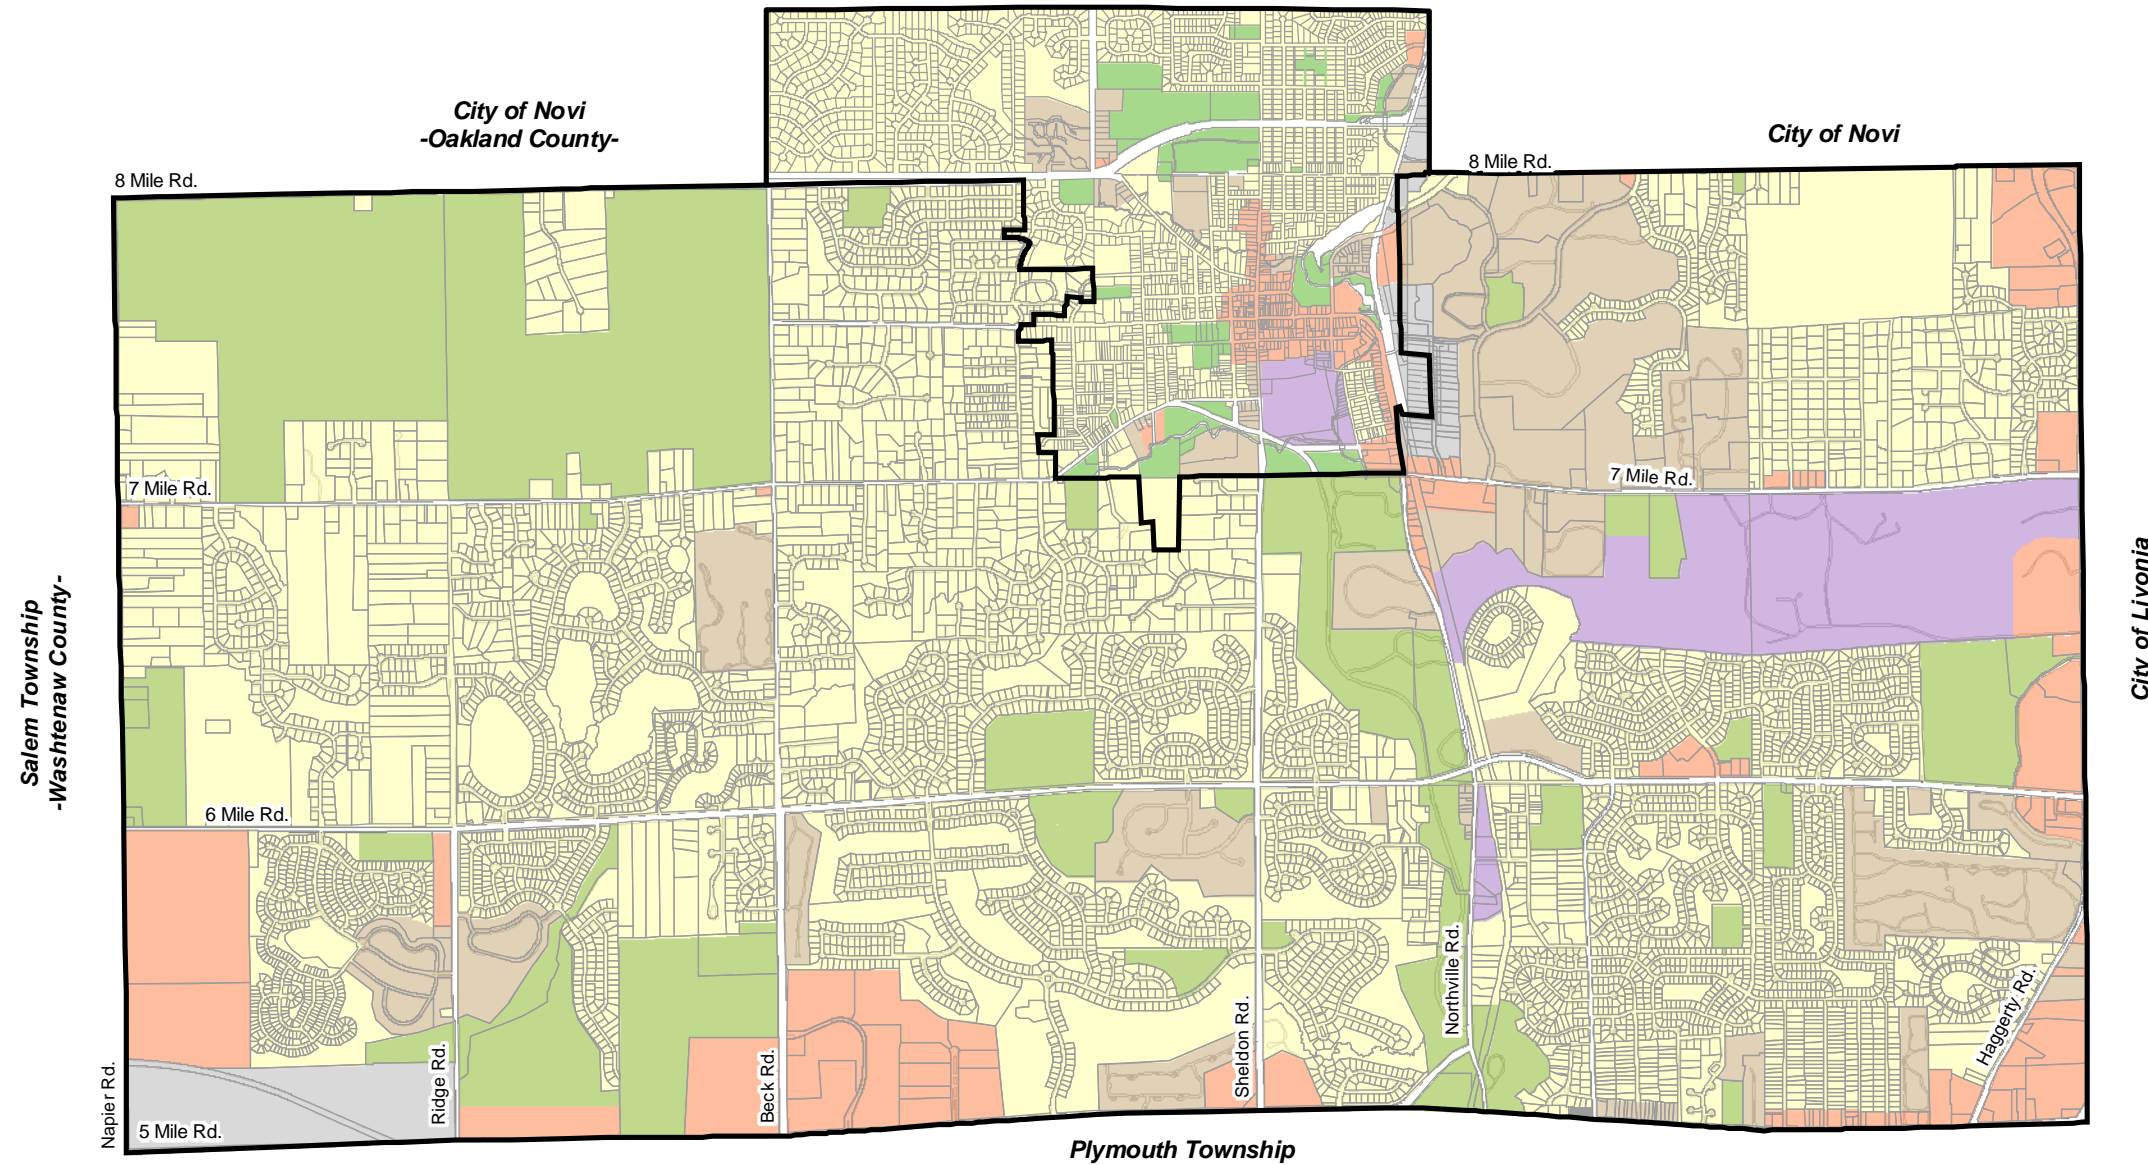 City of Novi
-Oakland County-
City of Novi
8 Mile Rd.
8 Mile Rd.
7 Mile Rd.
7 Mile Rd.
Salem Township
-Washtenaw County-
City of Livonia
6 Mile Rd.
Napier Rd.
Ridge Rd.
Beck Rd.
Sheldon Rd.
Northville Rd.
Haggerty Rd.
5 Mile Rd.
Plymouth Township